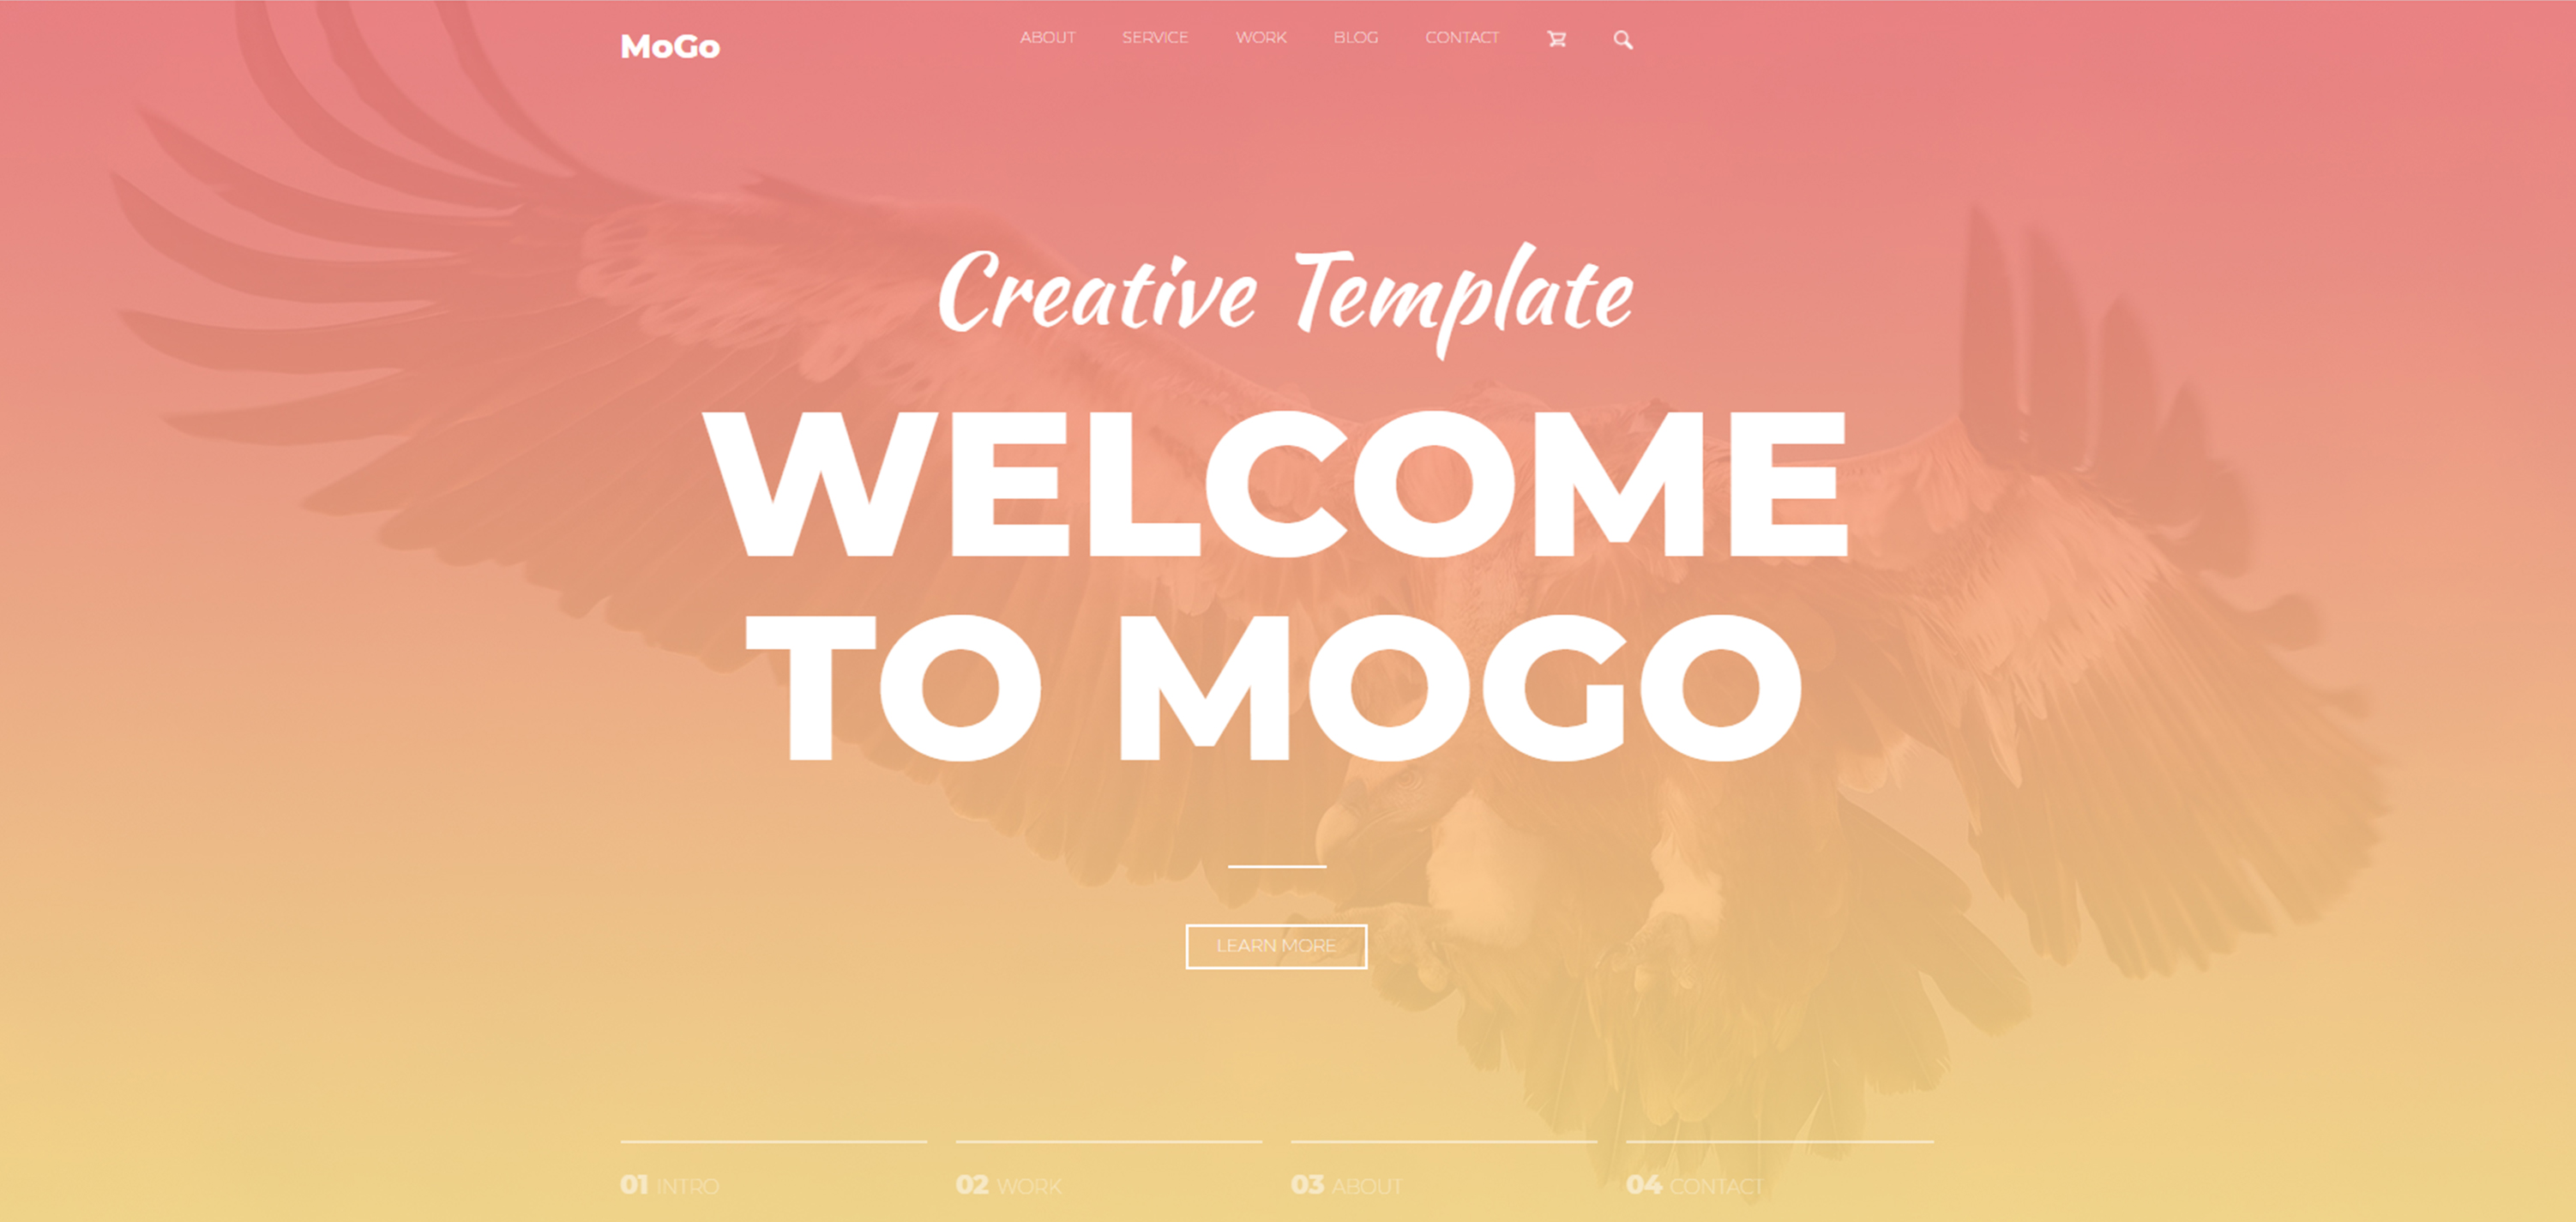 MoGo
ABOUT SERVICE WORK BLOG CONTACT
Creative Template
WELCOME
TO MOGO
LEARN MORE
01 INTRO 02 WORK 03 ABOUT 04 CONTACT